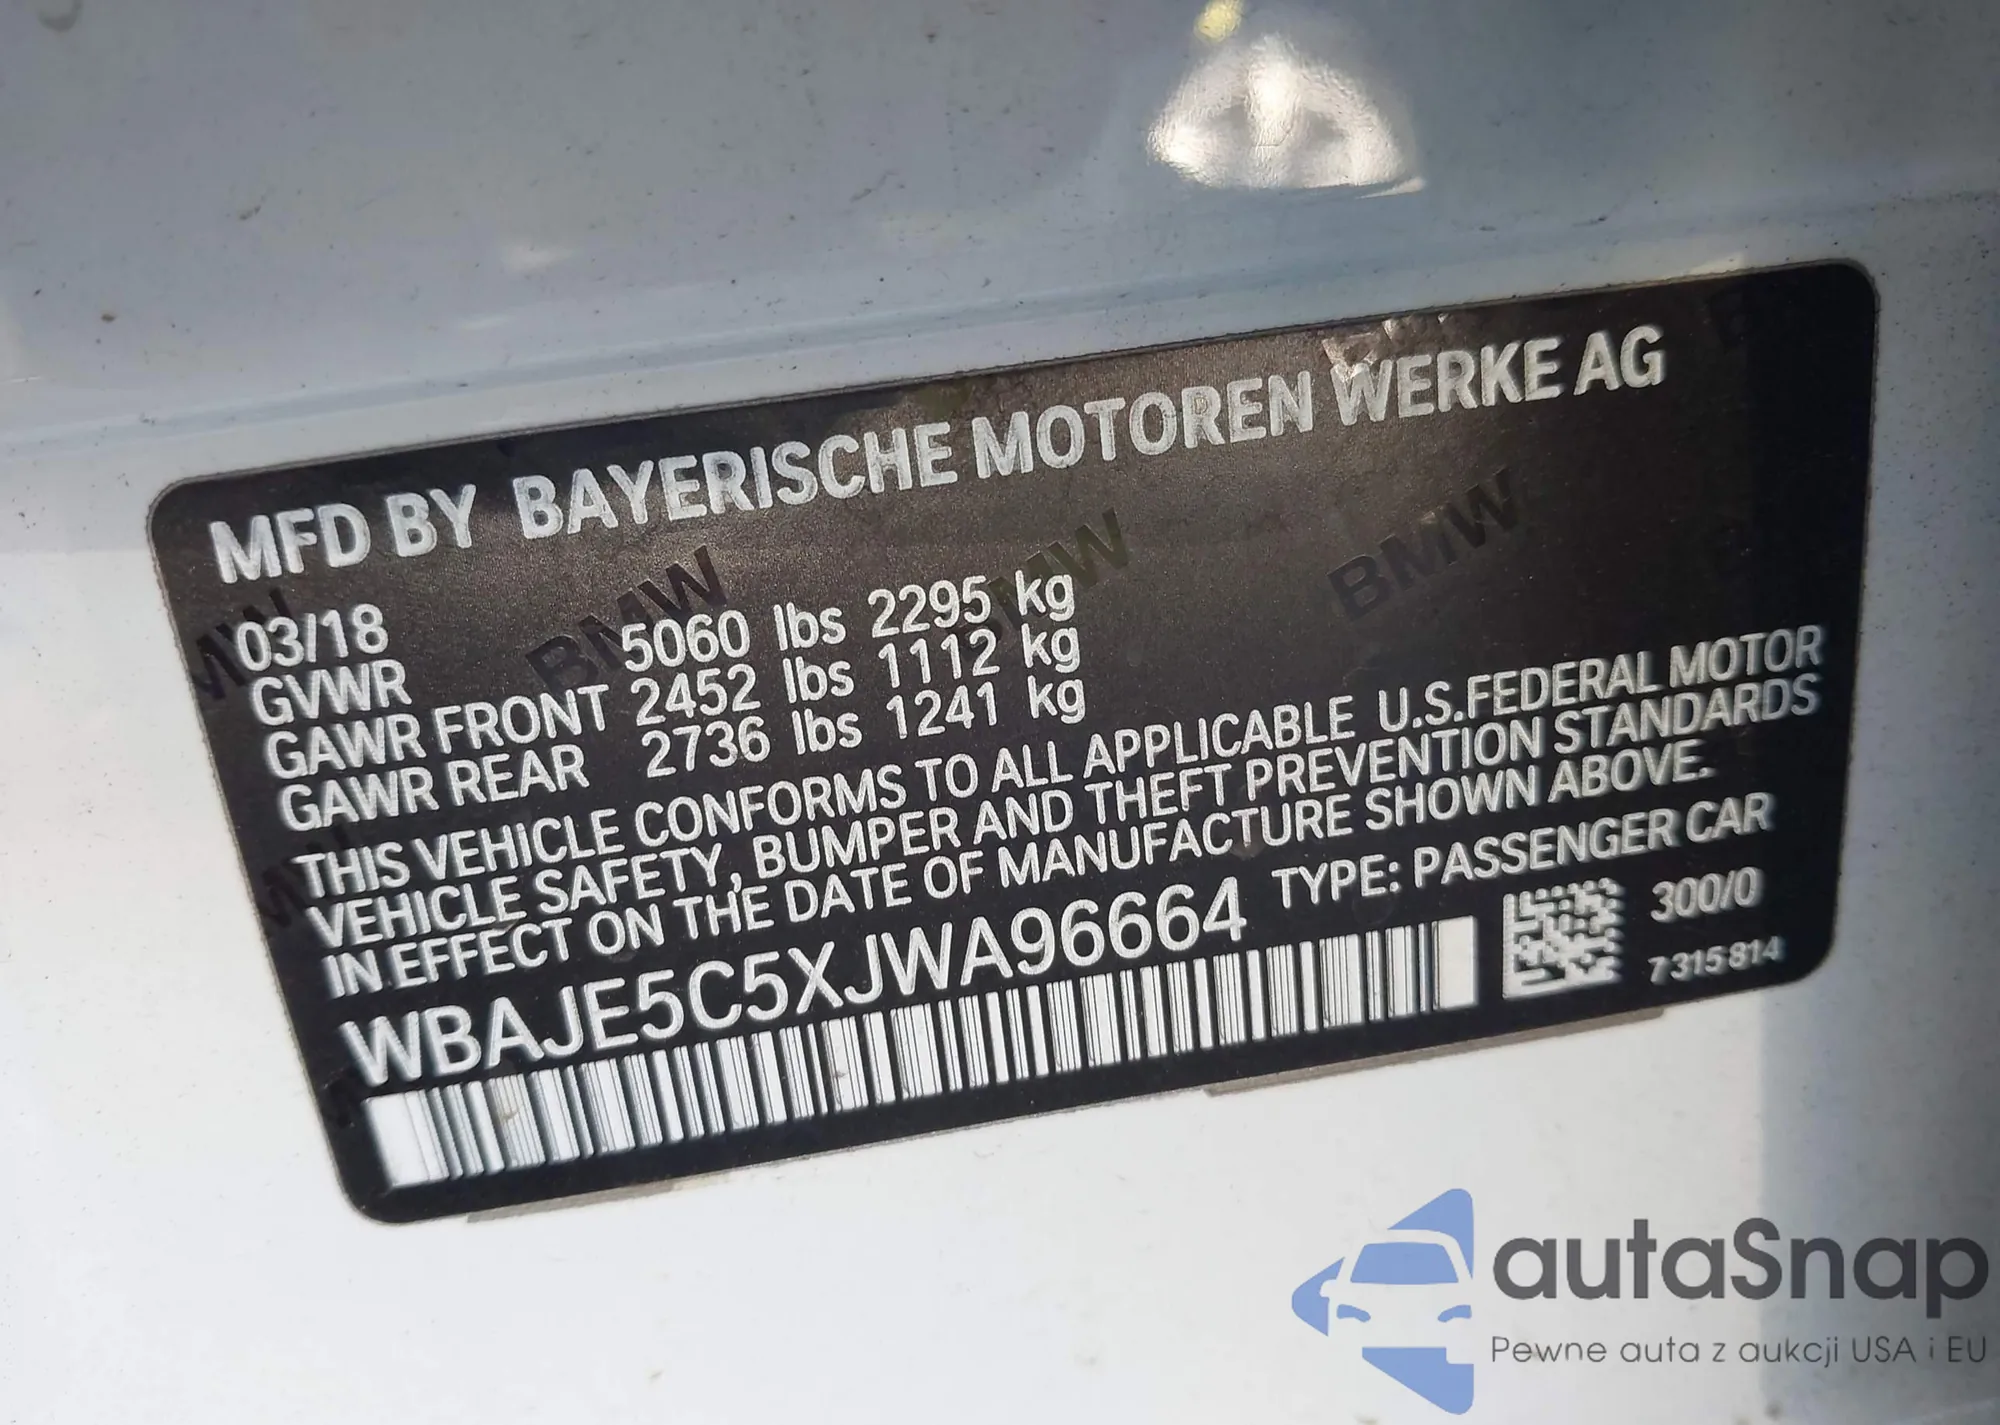 MFD BY BAYERISCHE MOTOREN WERKE AG
03/18
GVWR 5060 lbs 2295 kg
GAWR FRONT 2452 lbs 1112 kg
GAWR REAR 2736 lbs 1241 kg
THIS VEHICLE CONFORMS TO ALL APPLICABLE U.S.FEDERAL MOTOR
VEHICLE SAFETY, BUMPER AND THEFT PREVENTION STANDARDS
IN EFFECT ON THE DATE OF MANUFACTURE SHOWN ABOVE.
WBAJE5C5XJWA96664 TYPE: PASSENGER CAR
300/0
7 315 814
BMW BMW BMW
autaSnap
Pewne auta z aukcji USA i EU